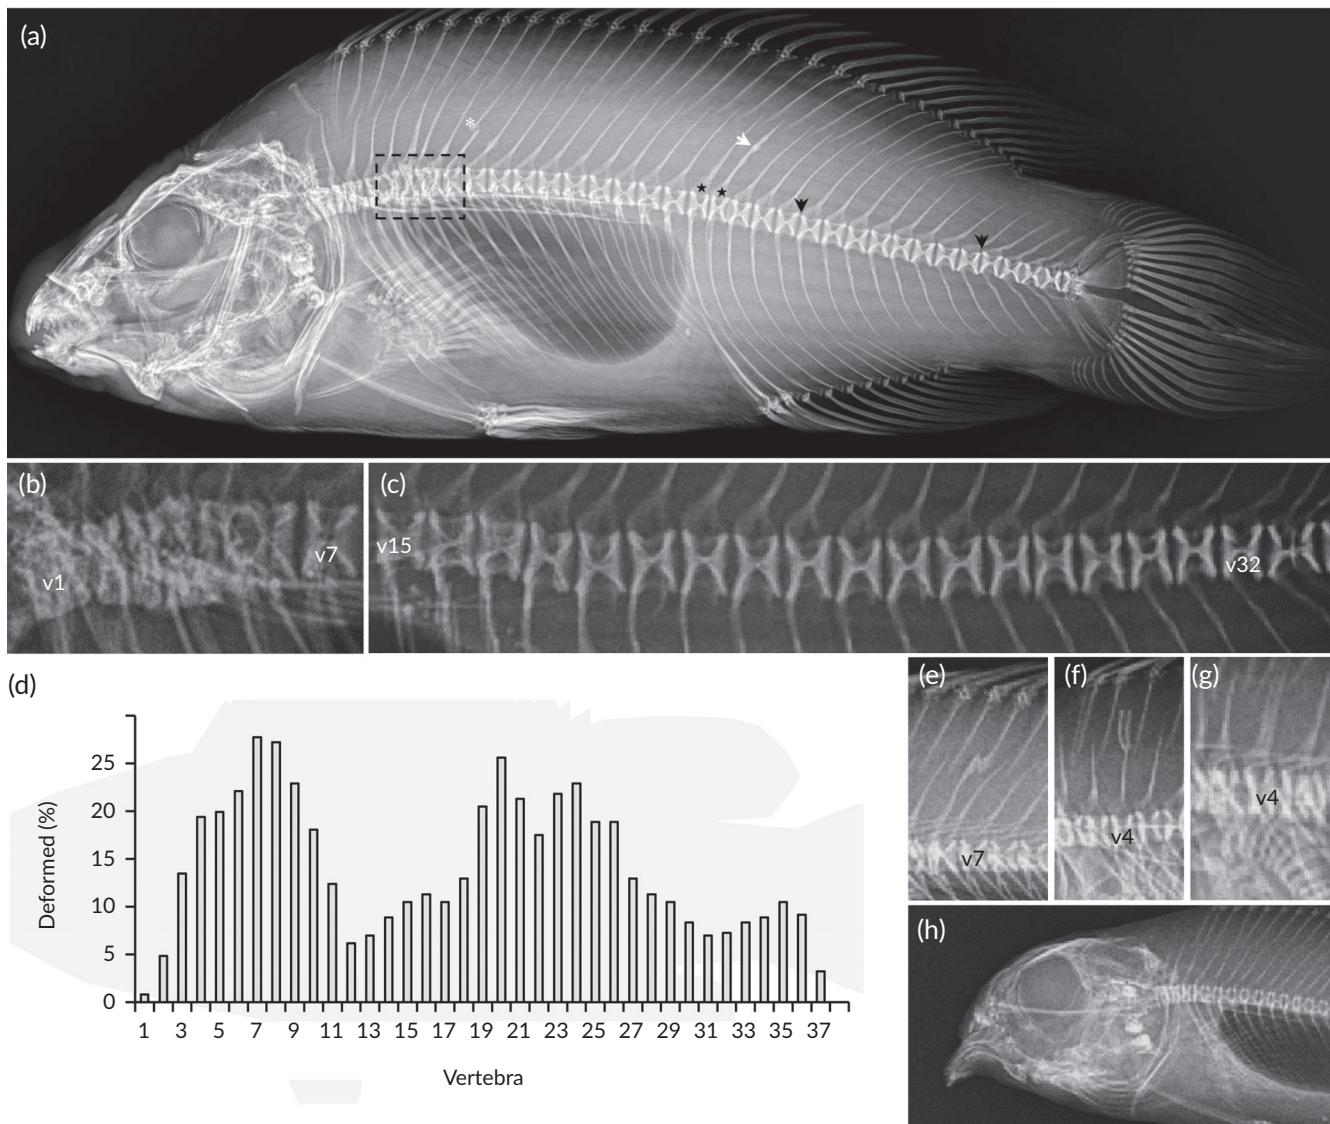 (a)
*
(b)
v1
v7
(c)
v15
v32
(d)
Deformed (%)
25
20
15
10
5
0
1 3 5 7 9 11 13 15 17 19 21 23 25 27 29 31 33 35 37
Vertebra
(e)
v7
(f)
v4
(g)
v4
(h)